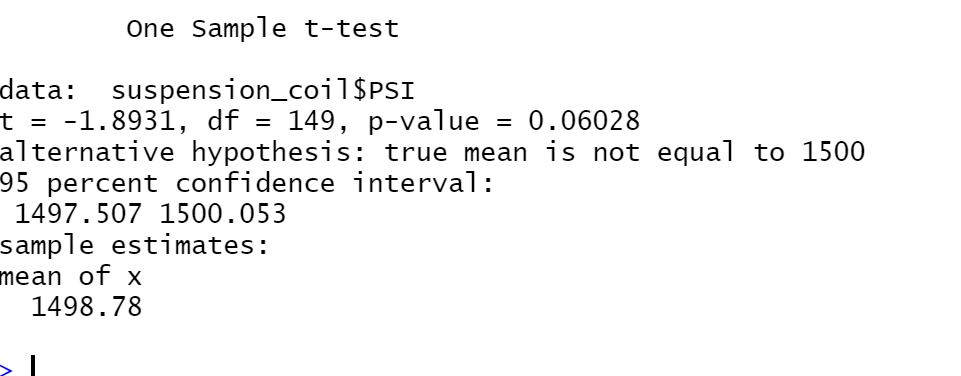 One Sample t-test
data:  suspension_coil$PSI
t = -1.8931, df = 149, p-value = 0.06028
alternative hypothesis: true mean is not equal to 1500
95 percent confidence interval:
1497.507 1500.053
sample estimates:
mean of x
1498.78
>